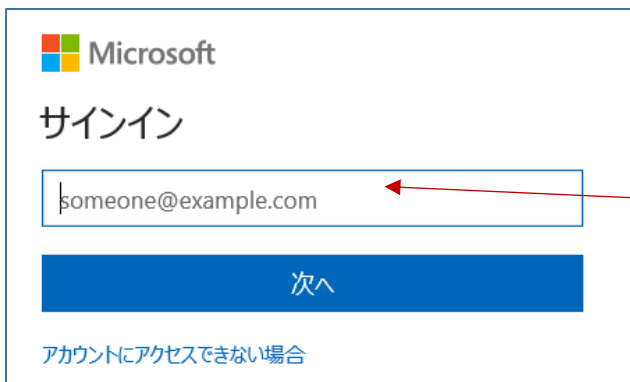 Microsoft
サインイン
someone@example.com
次へ
アカウントにアクセスできない場合